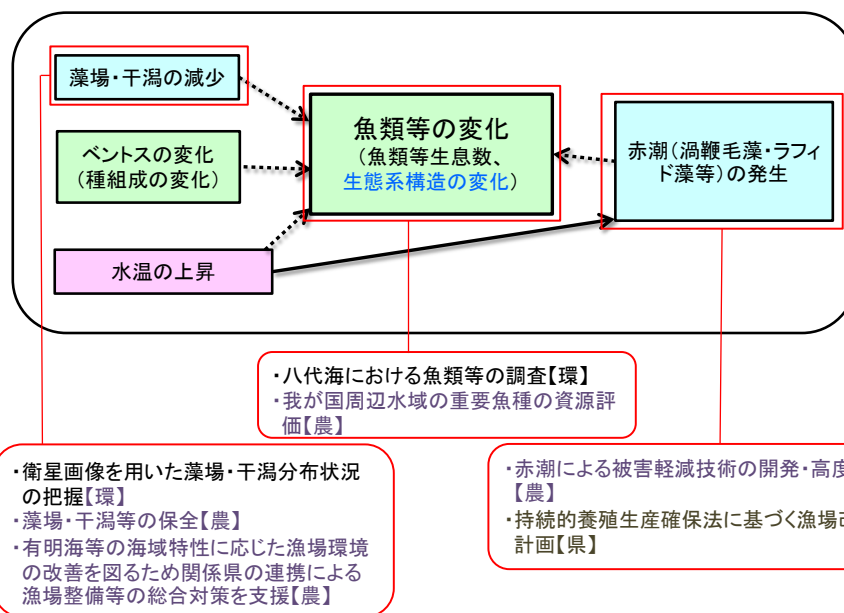 藻場・干潟の減少
魚類等の変化
(魚類等生息数、
生態系構造の変化)
ベントスの変化
(種組成の変化)
赤潮(渦鞭毛藻・ラフィ
ド藻等)の発生
水温の上昇
・八代海における魚類等の調査【環】
・我が国周辺水域の重要魚種の資源評
価【農】
・衛星画像を用いた藻場・干潟分布状況
の把握【環】
・藻場・干潟等の保全【農】
・有明海等の海域特性に応じた漁場環境
の改善を図るため関係県の連携による
漁場整備等の総合対策を支援【農】
・赤潮による被害軽減技術の開発・高度
【農】
・持続的養殖生産確保法に基づく漁場
計画【県】